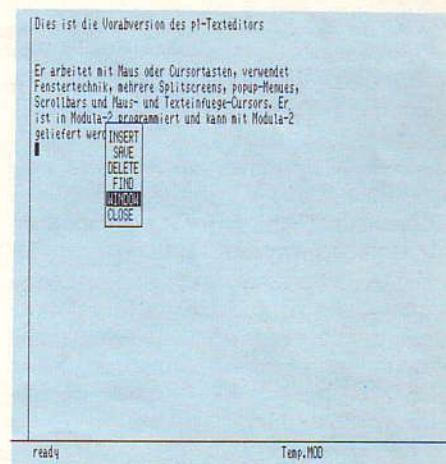 Dies ist die Vorabversion des p1-Texteditors
Er arbeitet mit Maus oder Cursortasten, verwendet
Fenstertechnik, mehrere Splitscreens, popup-Menues,
Scrollbars und Maus- und Texteinfuege-Cursors. Er
ist in Modula-2 programmiert und kann mit Modula-2
geliefert werd
INSERT
SAVE
DELETE
FIND
WINDOW
CLOSE
ready Temp.MOD